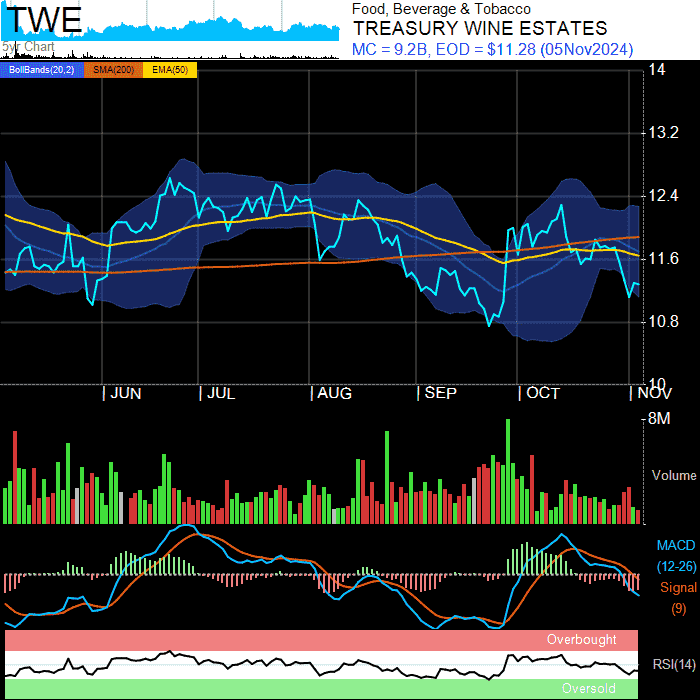 TWE
5yr Chart
Food, Beverage & Tobacco
TREASURY WINE ESTATES
MC = 9.2B, EOD = $11.28 (05Nov2024)
BollBands(20,2) SMA(200) EMA(50)
14
13.2
12.4
11.6
10.8
10
JUN JUL AUG SEP OCT NOV
8M
Volume
MACD
(12-26)
Signal
(9)
Overbought
RSI(14)
Oversold